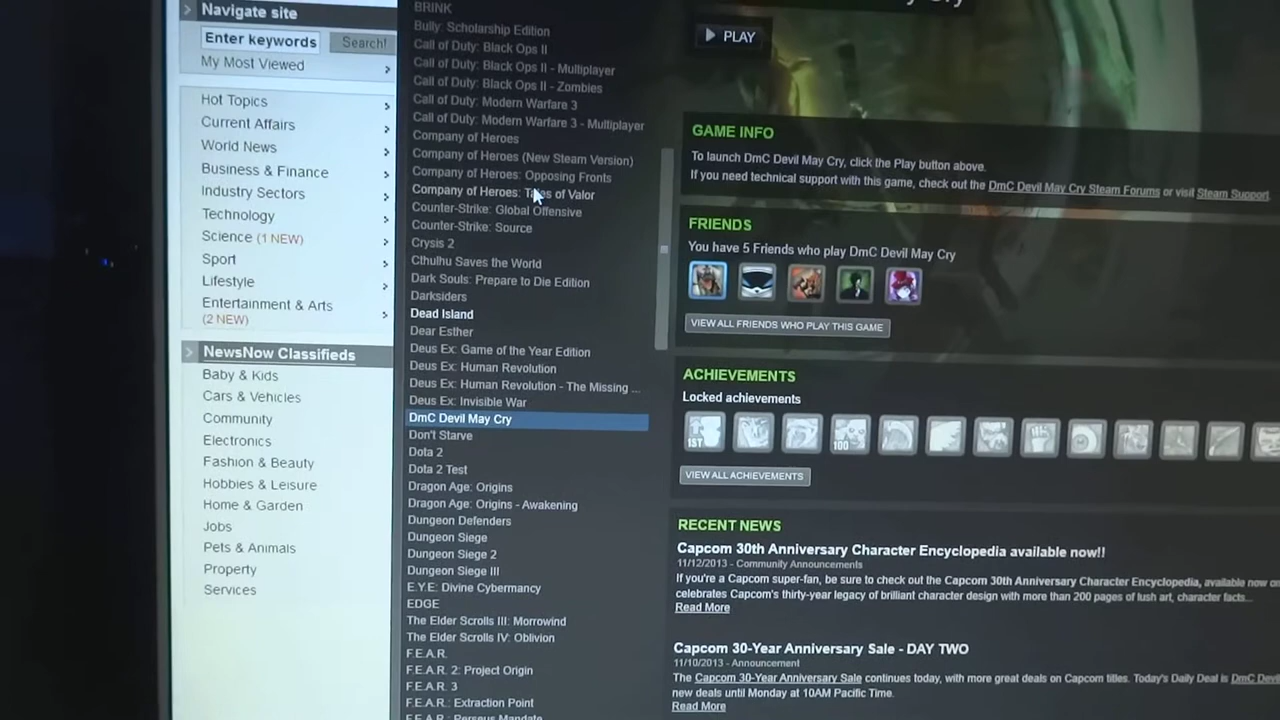 Navigate site
Enter keywords
Search!
My Most Viewed
Hot Topics
Current Affairs
World News
Business & Finance
Industry Sectors
Technology
Science (1 NEW)
Sport
Lifestyle
Entertainment & Arts
(2 NEW)
NewsNow Classifieds
Baby & Kids
Cars & Vehicles
Community
Electronics
Fashion & Beauty
Hobbies & Leisure
Home & Garden
Jobs
Pets & Animals
Property
Services
BRINK
Bully: Scholarship Edition
Call of Duty: Black Ops II
Call of Duty: Black Ops II - Multiplayer
Call of Duty: Black Ops II - Zombies
Call of Duty: Modern Warfare 3
Call of Duty: Modern Warfare 3 - Multiplayer
Company of Heroes
Company of Heroes (New Steam Version)
Company of Heroes: Opposing Fronts
Company of Heroes: Tales of Valor
Counter-Strike: Global Offensive
Counter-Strike: Source
Crysis 2
Cthulhu Saves the World
Dark Souls: Prepare to Die Edition
Darksiders
Dead Island
Dear Esther
Deus Ex: Game of the Year Edition
Deus Ex: Human Revolution
Deus Ex: Human Revolution - The Missing ...
Deus Ex: Invisible War
DmC Devil May Cry
Don't Starve
Dota 2
Dota 2 Test
Dragon Age: Origins
Dragon Age: Origins - Awakening
Dungeon Defenders
Dungeon Siege
Dungeon Siege 2
Dungeon Siege III
E.Y.E: Divine Cybermancy
EDGE
The Elder Scrolls III: Morrowind
The Elder Scrolls IV: Oblivion
F.E.A.R.
F.E.A.R. 2: Project Origin
F.E.A.R. 3
F.E.A.R.: Extraction Point
F.E.A.R.: Perseus Mandate
PLAY
GAME INFO
To launch DmC Devil May Cry, click the Play button above.
If you need technical support with this game, check out the DmC Devil May Cry Steam Forums or visit Steam Support.
FRIENDS
You have 5 Friends who play DmC Devil May Cry
VIEW ALL FRIENDS WHO PLAY THIS GAME
ACHIEVEMENTS
Locked achievements
1ST
100
VIEW ALL ACHIEVEMENTS
RECENT NEWS
Capcom 30th Anniversary Character Encyclopedia available now!!
11/12/2013 - Community Announcements
If you're a Capcom super-fan, be sure to check out the Capcom 30th Anniversary Character Encyclopedia, available now
celebrates Capcom's thirty-year legacy of brilliant character design with more than 200 pages of lush art, character facts...
Read More
Capcom 30-Year Anniversary Sale - DAY TWO
11/10/2013 - Announcement
The Capcom 30-Year Anniversary Sale continues today, with more great deals on Capcom titles. Today's Daily Deal is DmC Devil
new deals until Monday at 10AM Pacific Time.
Read More